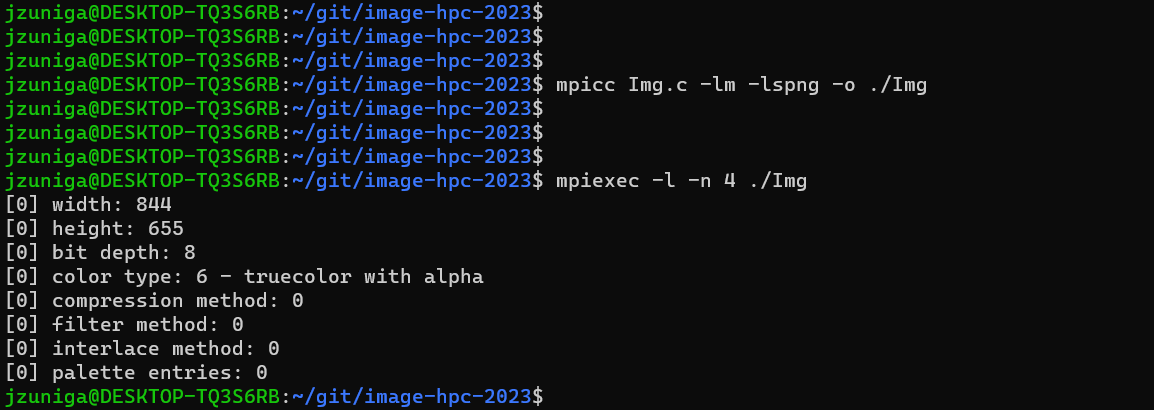 jzuniga@DESKTOP-TQ3S6RB:~/git/image-hpc-2023$
jzuniga@DESKTOP-TQ3S6RB:~/git/image-hpc-2023$
jzuniga@DESKTOP-TQ3S6RB:~/git/image-hpc-2023$
jzuniga@DESKTOP-TQ3S6RB:~/git/image-hpc-2023$ mpicc Img.c -lm -lspng -o ./Img
jzuniga@DESKTOP-TQ3S6RB:~/git/image-hpc-2023$
jzuniga@DESKTOP-TQ3S6RB:~/git/image-hpc-2023$
jzuniga@DESKTOP-TQ3S6RB:~/git/image-hpc-2023$
jzuniga@DESKTOP-TQ3S6RB:~/git/image-hpc-2023$ mpiexec -l -n 4 ./Img
[0] width: 844
[0] height: 655
[0] bit depth: 8
[0] color type: 6 - truecolor with alpha
[0] compression method: 0
[0] filter method: 0
[0] interlace method: 0
[0] palette entries: 0
jzuniga@DESKTOP-TQ3S6RB:~/git/image-hpc-2023$